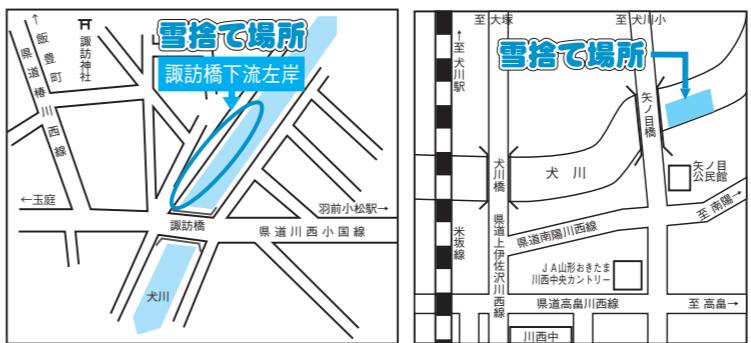 雪捨て場所
諏訪橋下流左岸
↑至飯豊町
県道椿川西線
諏訪神社
←玉庭
羽前小松駅→
諏訪橋
県道川西小国線
犬川
至 大塚
至 犬川小
←至 犬川駅
雪捨て場所
矢ノ目橋
犬川橋
犬 川
矢ノ目
公民館
至 南陽→
県道南陽川西線
米坂線
県道上伊佐沢川西線
JA山形おきたま
川西中央カントリー
県道高畠川西線
至 高畠→
川西中